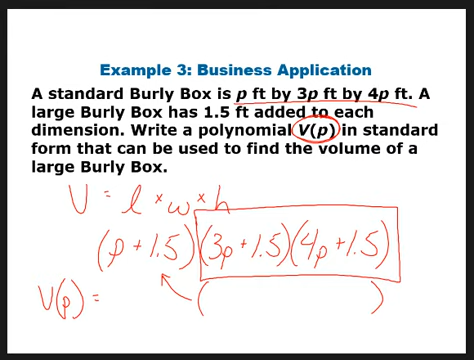 Example 3: Business Application
A standard Burly Box is p ft by 3p ft by 4p ft. A
large Burly Box has 1.5 ft added to each
dimension. Write a polynomial V(p) in standard
form that can be used to find the volume of a
large Burly Box.
V = l × w × h
(p + 1.5)(3p + 1.5)(4p + 1.5)
V(p) = ( )